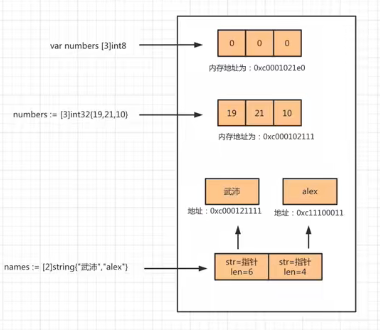 var numbers [3]int8
0 0 0
内存地址为：0xc0001021e0
numbers := [3]int32{19,21,10}
19 21 10
内存地址为：0xc000102111
武沛 alex
地址：0xc000121111 地址：0xc11100011
names := [2]string{"武沛","alex"}
str=指针 str=指针
len=6 len=4